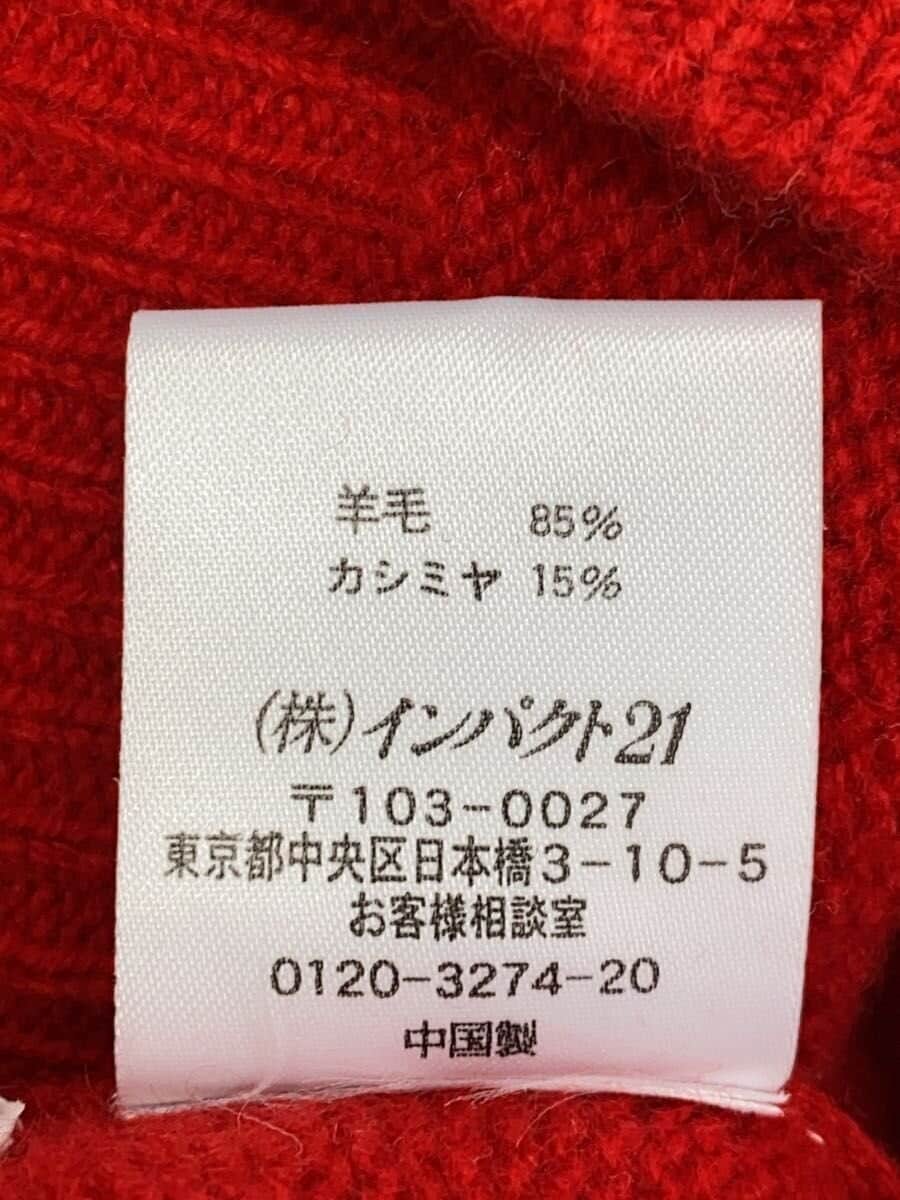 羊毛 85%
カシミヤ 15%
(株)インパクト21
〒103-0027
東京都中央区日本橋3-10-5
お客様相談室
0120-3274-20
中国製